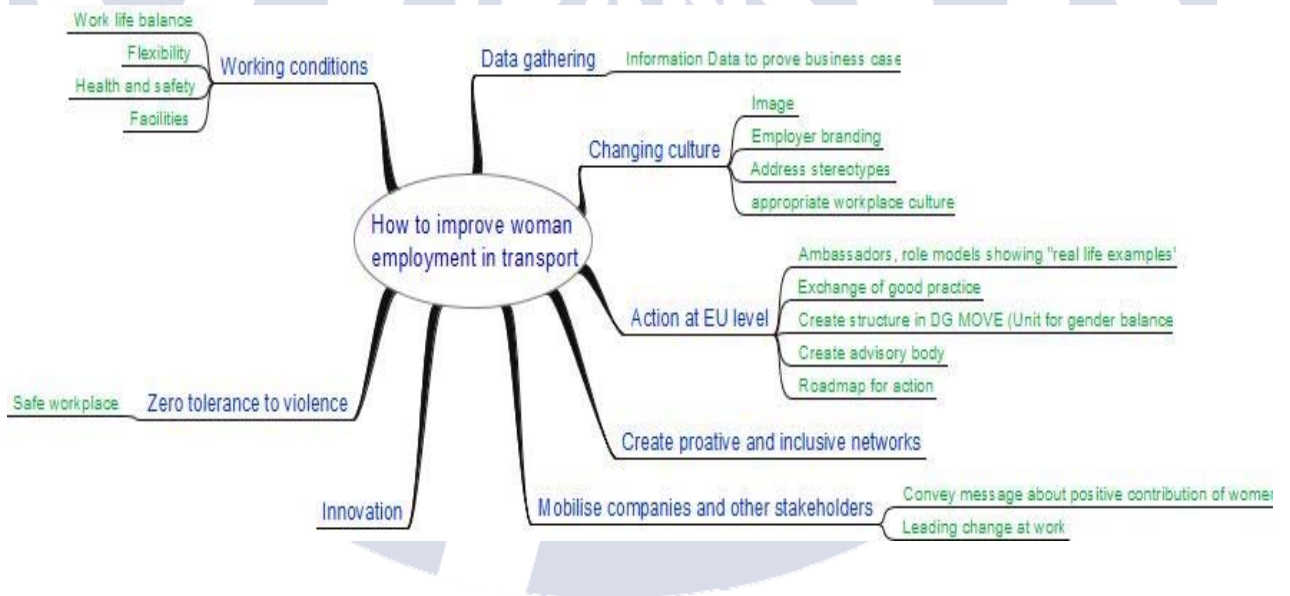 How to improve woman
employment in transport
Working conditions
Work life balance
Flexibility
Health and safety
Facilities
Data gathering
Information Data to prove business case
Changing culture
Image
Employer branding
Address stereotypes
appropriate workplace culture
Action at EU level
Ambassadors, role models showing "real life examples'
Exchange of good practice
Create structure in DG MOVE (Unit for gender balance
Create advisory body
Roadmap for action
Create proative and inclusive networks
Mobilise companies and other stakeholders
Convey message about positive contribution of women
Leading change at work
Innovation
Zero tolerance to violence
Safe workplace